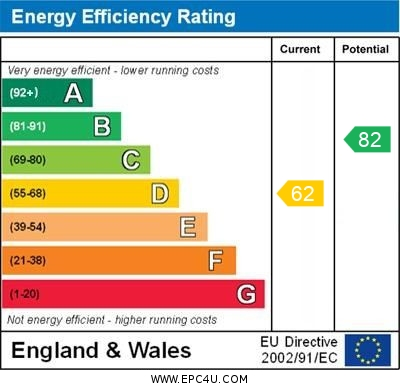 Energy Efficiency Rating
Current Potential
Very energy efficient - lower running costs
(92+) A
(81-91) B
82
(69-80) C
(55-68) D
62
(39-54) E
(21-38) F
(1-20) G
Not energy efficient - higher running costs
England & Wales
EU Directive
2002/91/EC
WWW.EPC4U.COM